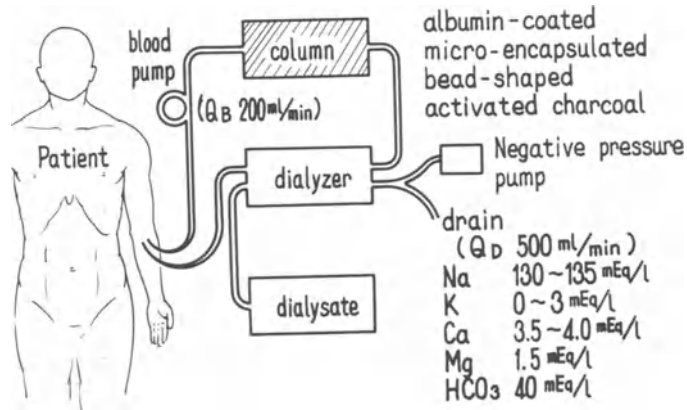 blood
pump
column
albumin-coated
micro-encapsulated
bead-shaped
activated charcoal
(QB 200 ml/min)
Patient
dialyzer
Negative pressure
pump
drain
(QD 500 ml/min)
dialysate
Na 130~135 mEq/l
K 0~3 mEq/l
Ca 3.5~4.0 mEq/l
Mg 1.5 mEq/l
HCO3 40 mEq/l